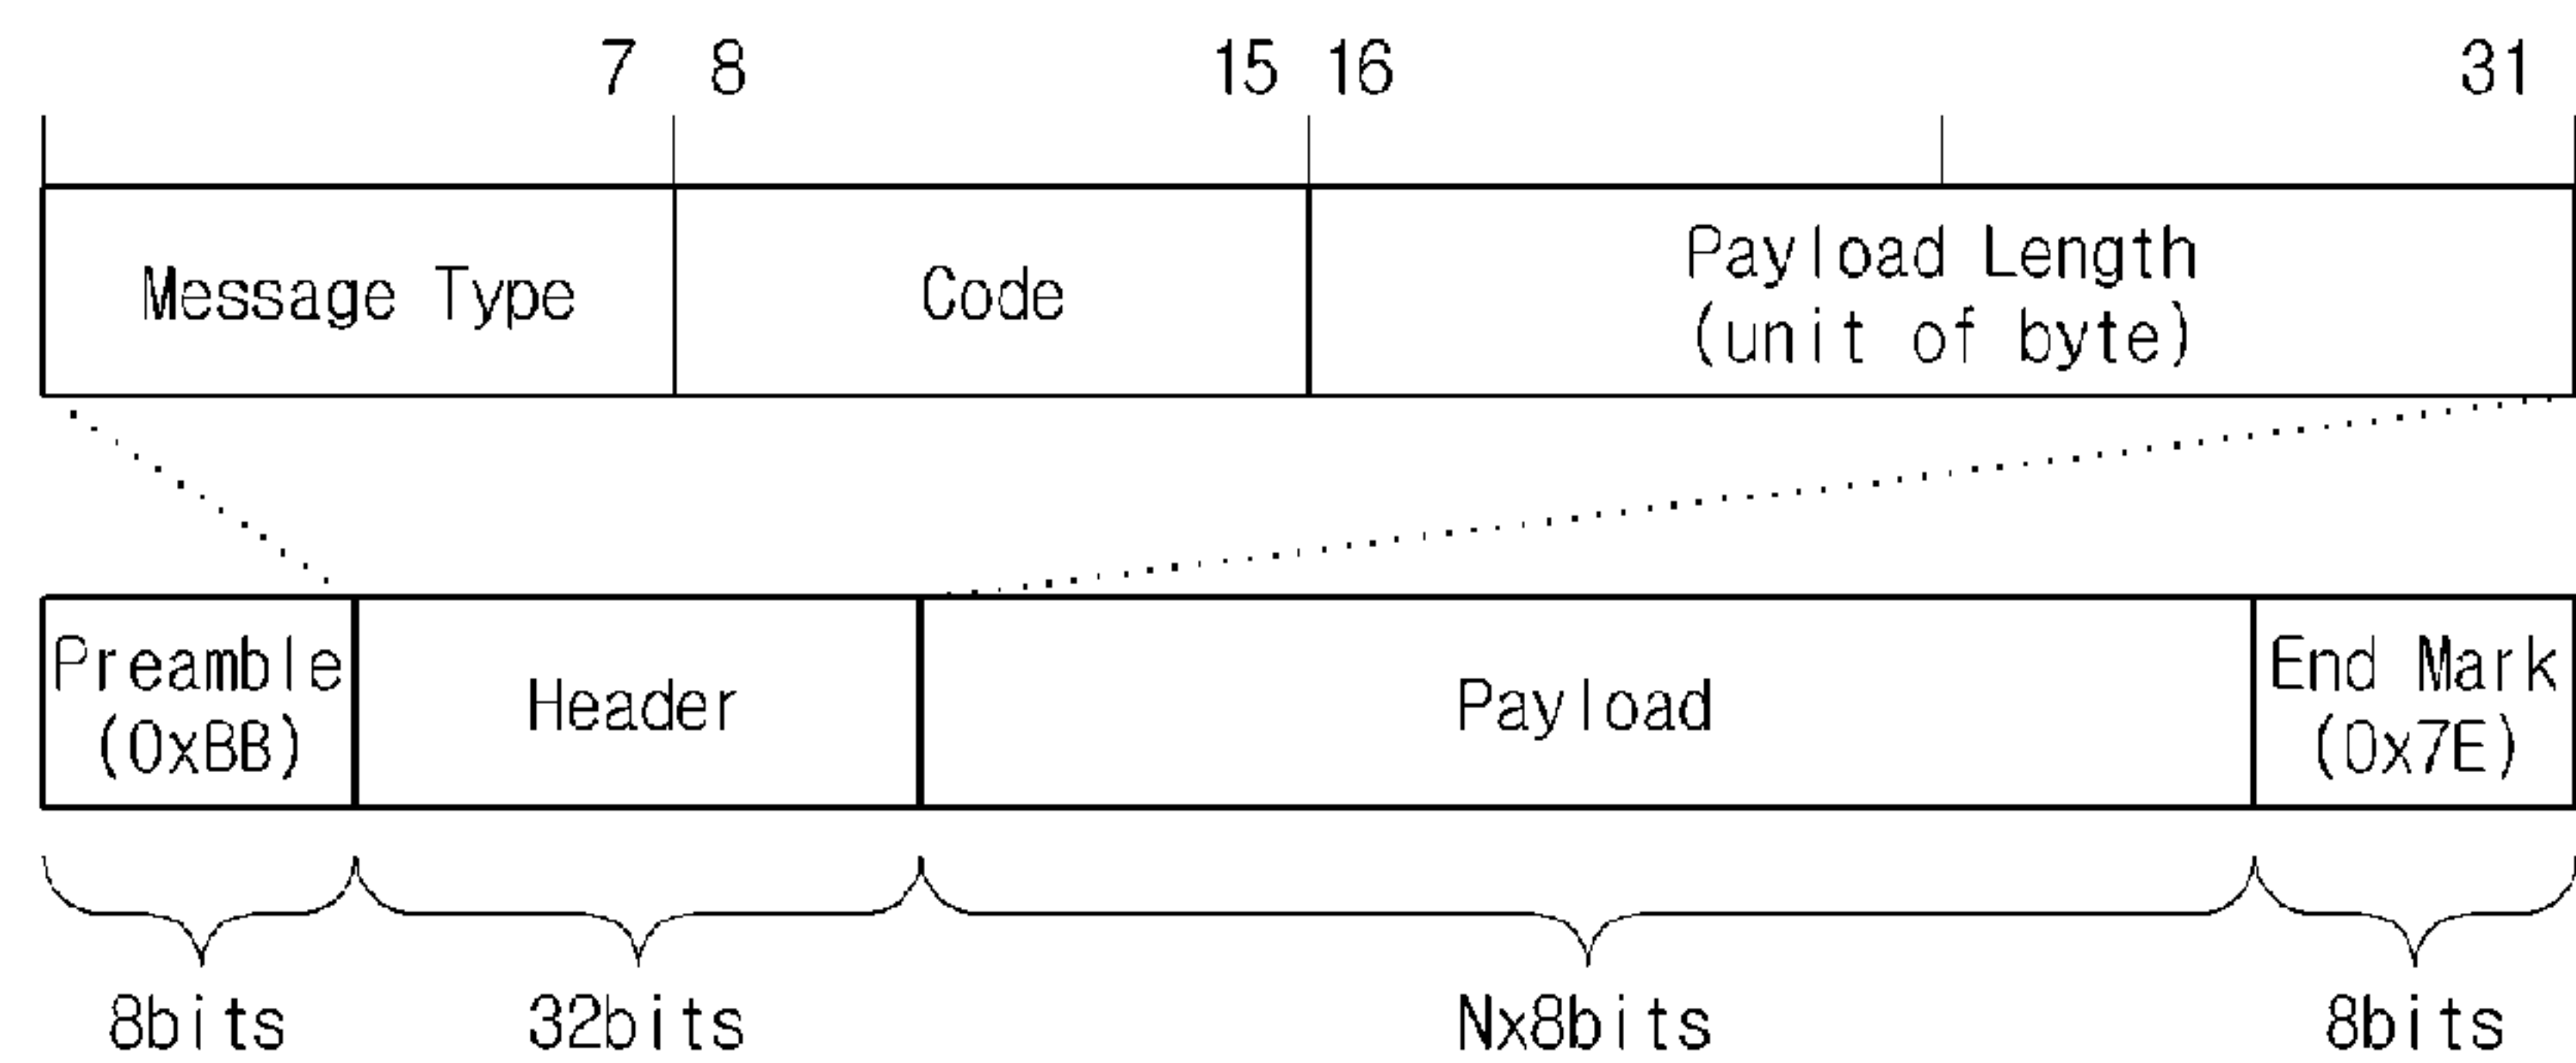 7 8 15 16 31
Message Type Code Payload Length
(unit of byte)
Preamble
(0xBB)
Header
Payload
End Mark
(0x7E)
8bits 32bits Nx8bits 8bits